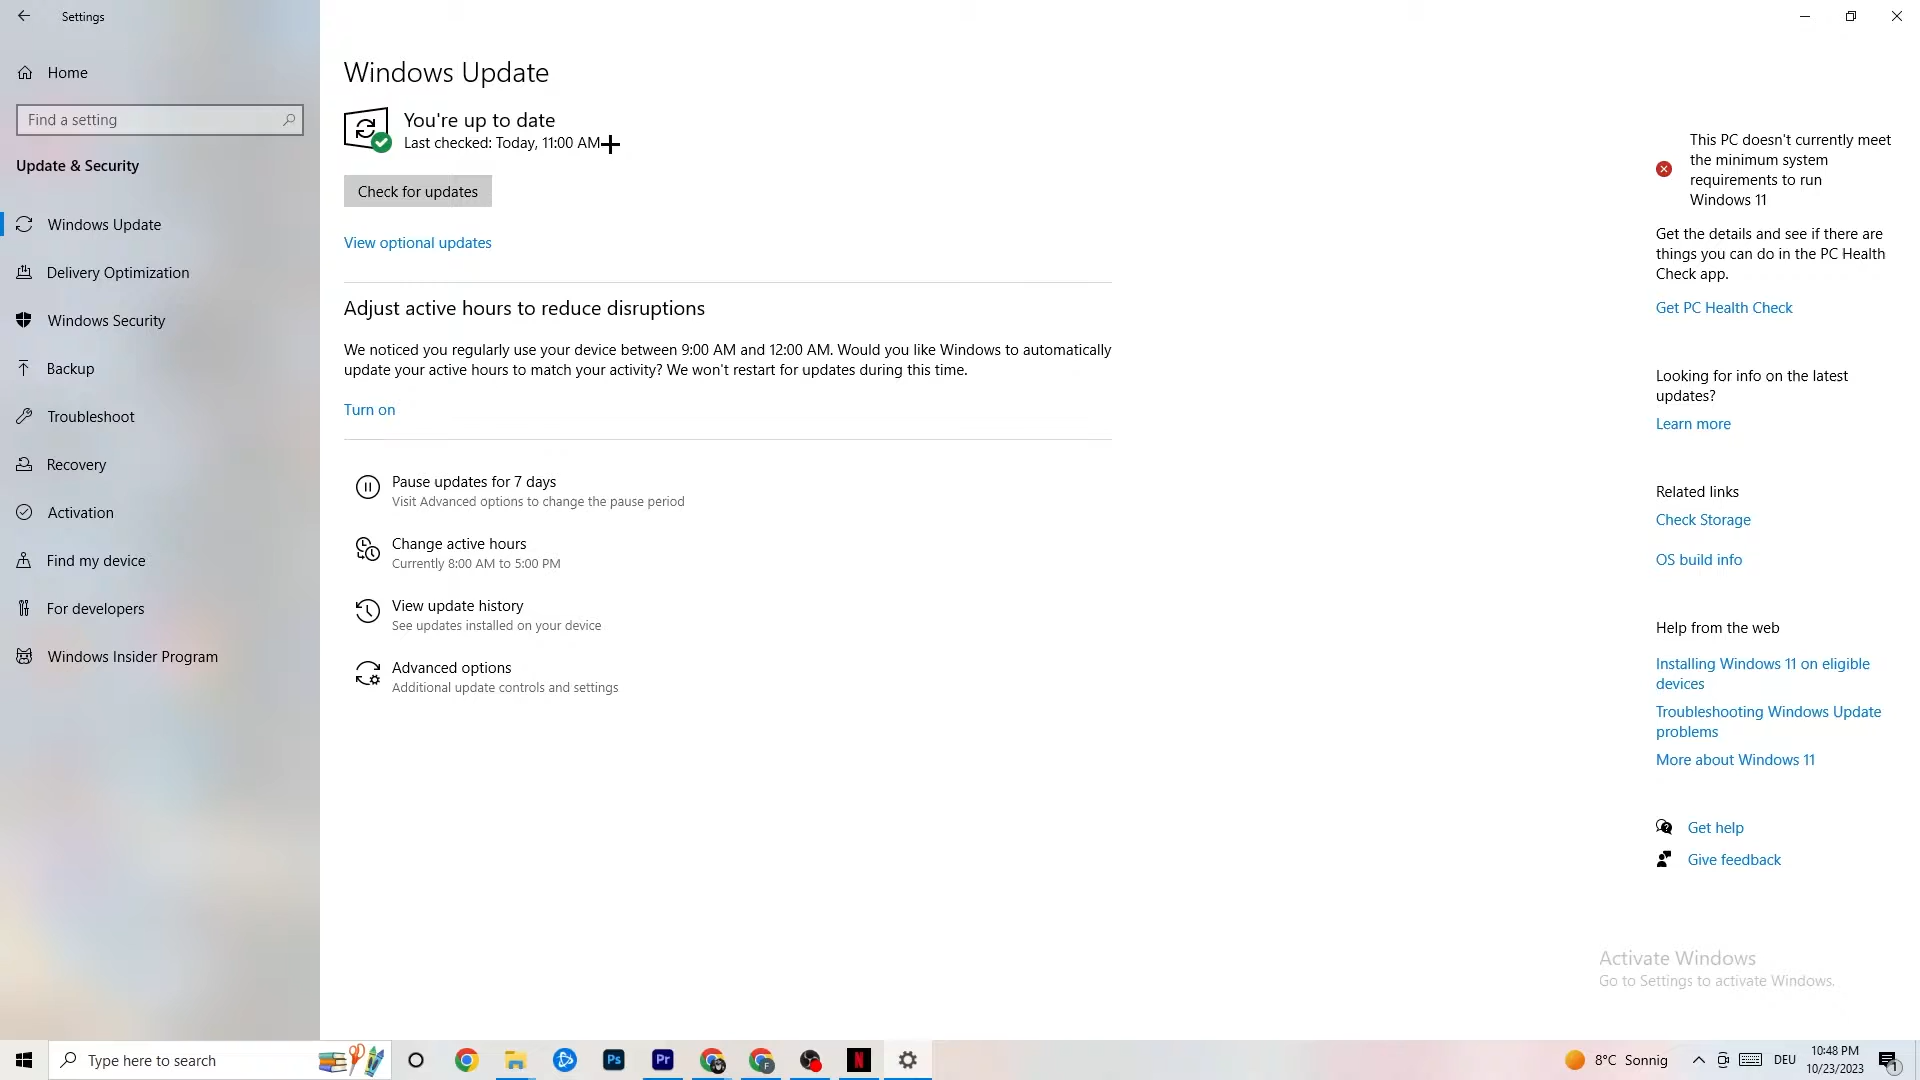 Settings
Home
Find a setting
Update & Security
Windows Update
Delivery Optimization
Windows Security
Backup
Troubleshoot
Recovery
Activation
Find my device
For developers
Windows Insider Program
Windows Update
You're up to date
Last checked: Today, 11:00 AM
Check for updates
View optional updates
Adjust active hours to reduce disruptions
We noticed you regularly use your device between 9:00 AM and 12:00 AM. Would you like Windows to automatically
update your active hours to match your activity? We won't restart for updates during this time.
Turn on
Pause updates for 7 days
Visit Advanced options to change the pause period
Change active hours
Currently 8:00 AM to 5:00 PM
View update history
See updates installed on your device
Advanced options
Additional update controls and settings
This PC doesn't currently meet
the minimum system
requirements to run
Windows 11
Get the details and see if there are
things you can do in the PC Health
Check app.
Get PC Health Check
Looking for info on the latest
updates?
Learn more
Related links
Check Storage
OS build info
Help from the web
Installing Windows 11 on eligible
devices
Troubleshooting Windows Update
problems
More about Windows 11
Get help
Give feedback
Activate Windows
Go to Settings to activate Windows.
Type here to search
Ps
Pr
F
N
8°C Sonnig
DEU
10:48 PM
10/23/2023
1